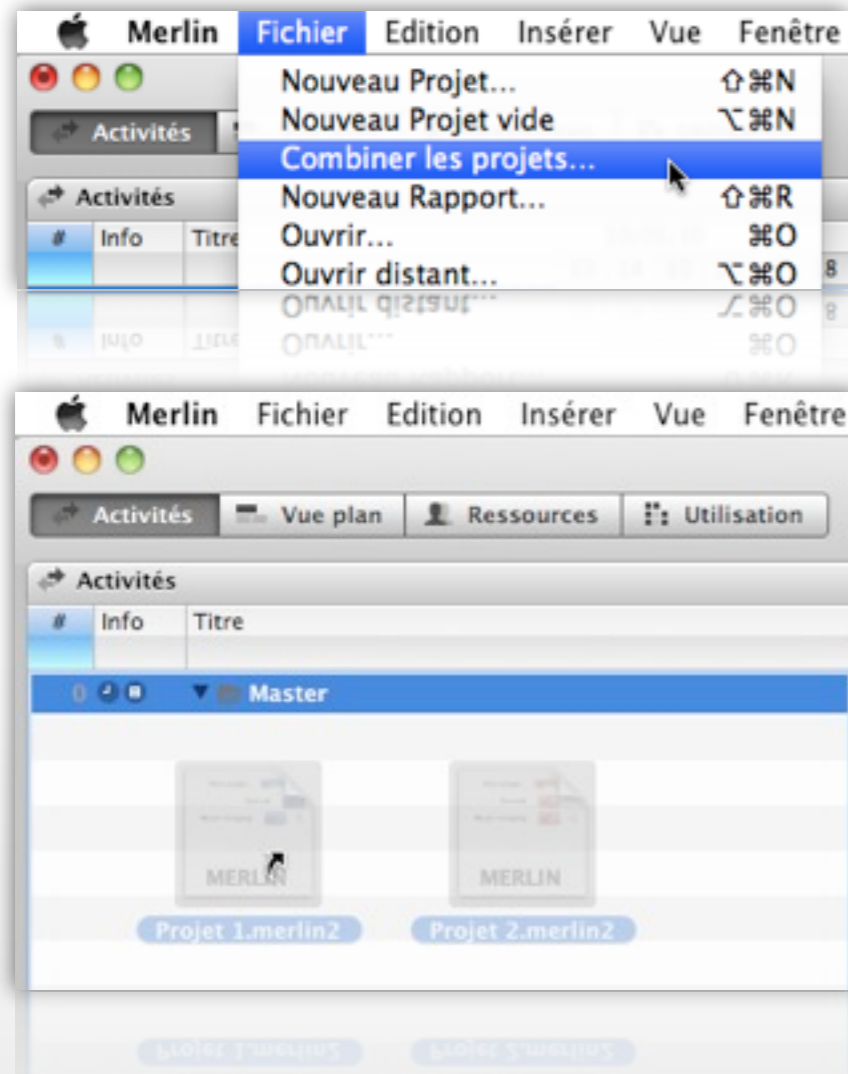 Merlin Fichier Edition Insérer Vue Fenêtre
Nouveau Projet... ⇧⌘N
Activités Nouveau Projet vide ⌥⌘N
Combiner les projets...
Activités Nouveau Rapport... ⇧⌘R
# Info Titre Ouvrir... ⌘O
Ouvrir distant... ⌥⌘O 8
Merlin Fichier Edition Insérer Vue Fenêtre
Activités Vue plan Ressources Utilisation
Activités
# Info Titre
0 Master
MERLIN MERLIN
Projet 1.merlin2 Projet 2.merlin2